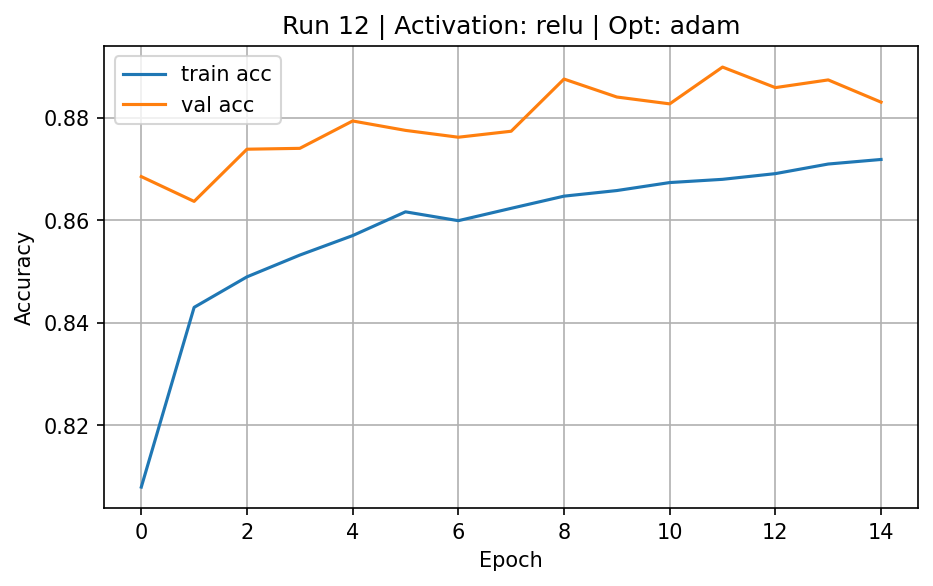 Run 12 | Activation: relu | Opt: adam
train acc
val acc
Accuracy
0.88
0.86
0.84
0.82
0 2 4 6 8 10 12 14
Epoch